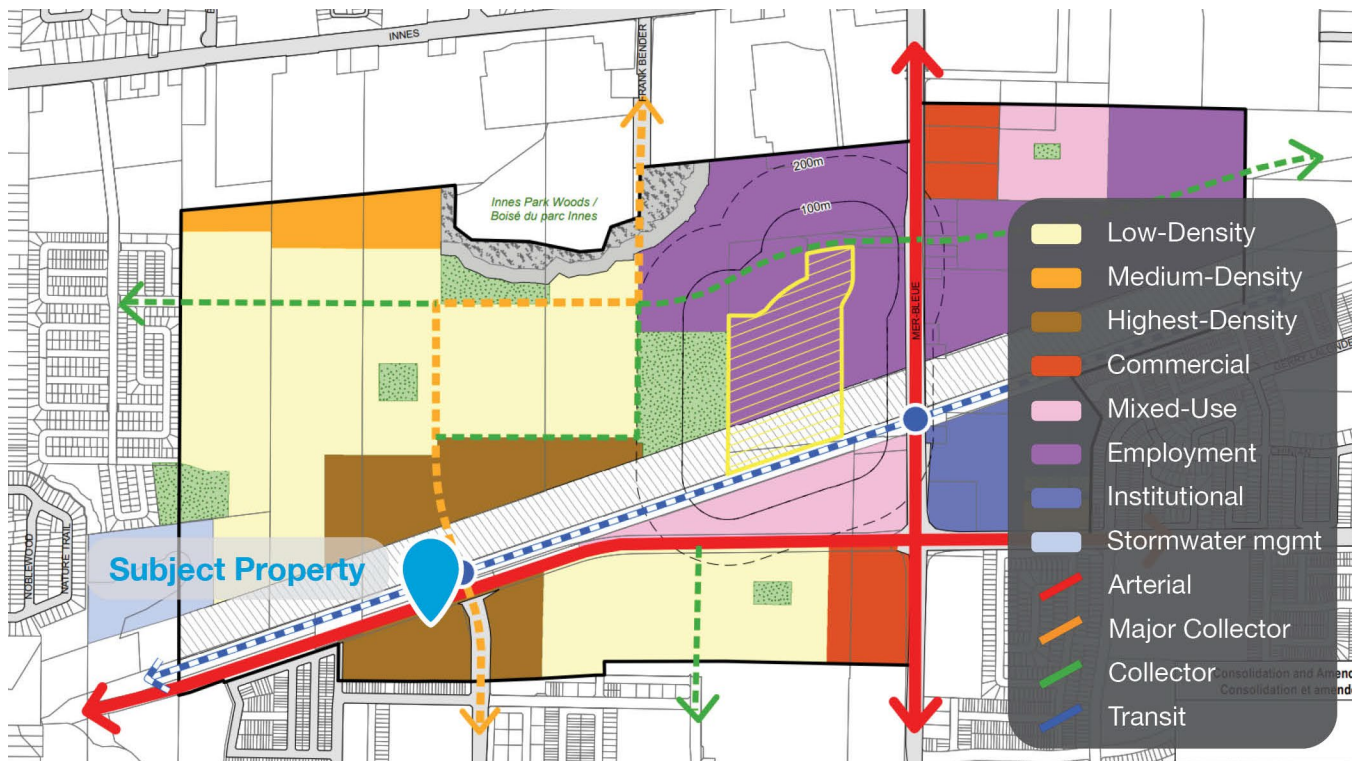 INNES
FRANK BENDER
Innes Park Woods /
Boisé du parc Innes
200m
100m
MER-BLEUE
NOBLEWOOD
NATURE TRAIL
Subject Property
Low-Density
Medium-Density
Highest-Density
Commercial
Mixed-Use
Employment
Institutional
Stormwater mgmt
Arterial
Major Collector
Collector
Transit
Consolidation and Amend
Consolidation et amende